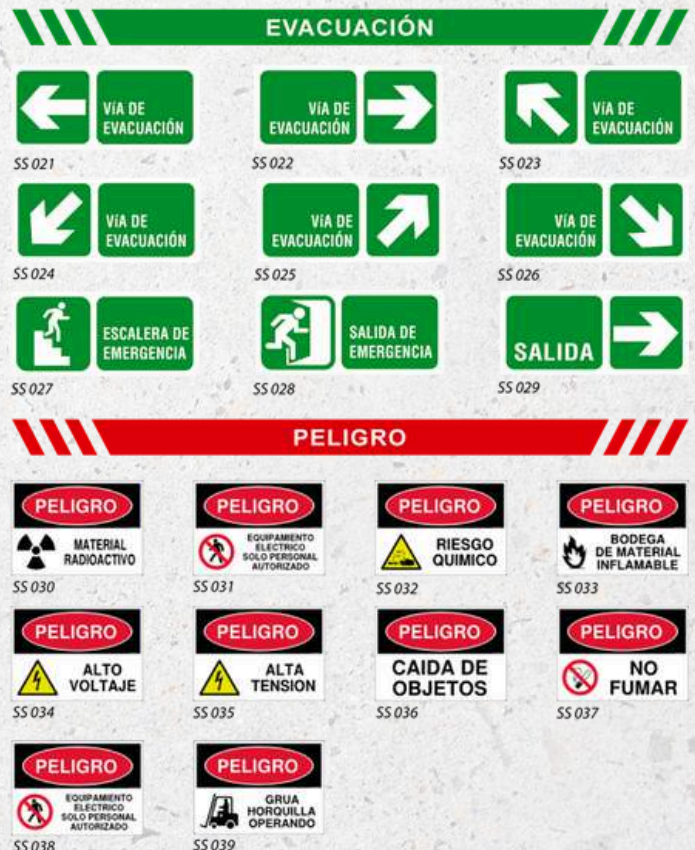 EVACUACIÓN
VíA DE
EVACUACIÓN
SS 021
VíA DE
EVACUACIÓN
SS 022
VíA DE
EVACUACIÓN
SS 023
VíA DE
EVACUACIÓN
SS 024
VíA DE
EVACUACIÓN
SS 025
VíA DE
EVACUACIÓN
SS 026
ESCALERA DE
EMERGENCIA
SS 027
SALIDA DE
EMERGENCIA
SS 028
SALIDA
SS 029
PELIGRO
PELIGRO
MATERIAL
RADIOACTIVO
SS 030
PELIGRO
EQUIPAMIENTO
ELECTRICO
SOLO PERSONAL
AUTORIZADO
SS 031
PELIGRO
RIESGO
QUIMICO
SS 032
PELIGRO
BODEGA
DE MATERIAL
INFLAMABLE
SS 033
PELIGRO
ALTO
VOLTAJE
SS 034
PELIGRO
ALTA
TENSION
SS 035
PELIGRO
CAIDA DE
OBJETOS
SS 036
PELIGRO
NO
FUMAR
SS 037
PELIGRO
EQUIPAMIENTO
ELECTRICO
SOLO PERSONAL
AUTORIZADO
SS 038
PELIGRO
GRUA
HORQUILLA
OPERANDO
SS 039